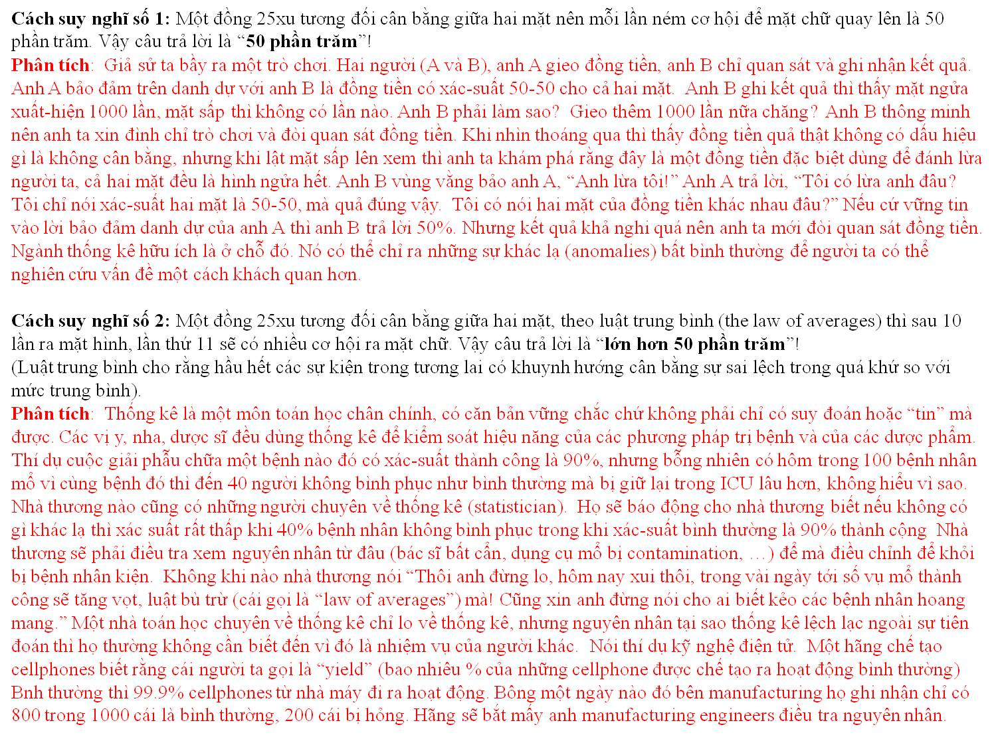 Cách suy nghĩ số 1: Một đồng 25xu tương đối cân bằng giữa hai mặt nên mỗi lần ném cơ hội để mặt chữ quay lên là 50
phần trăm. Vậy câu trả lời là “50 phần trăm”!
Phân tích:  Giả sử ta bầy ra một trò chơi. Hai người (A và B), anh A gieo đồng tiền, anh B chỉ quan sát và ghi nhận kết quả.
Anh A bảo đảm trên danh dự với anh B là đồng tiền có xác-suất 50-50 cho cả hai mặt.  Anh B ghi kết quả thì thấy mặt ngửa
xuất-hiện 1000 lần, mặt sấp thì không có lần nào. Anh B phải làm sao?  Gieo thêm 1000 lần nữa chăng? Anh B thông minh
nên anh ta xin đình chỉ trò chơi và đòi quan sát đồng tiền. Khi nhìn thoáng qua thì thấy đồng tiền quả thật không có dấu hiệu
gì là không cân bằng, nhưng khi lật mặt sấp lên xem thì anh ta khám phá rằng đây là một đồng tiền đặc biệt dùng để đánh lừa
người ta, cả hai mặt đều là hình ngửa hết. Anh B vùng vằng bảo anh A, “Anh lừa tôi!” Anh A trả lời, “Tôi có lừa anh đâu?
Tôi chỉ nói xác-suất hai mặt là 50-50, mà quả đúng vậy.  Tôi có nói hai mặt của đồng tiền khác nhau đâu?” Nếu cứ vững tin
vào lời bảo đảm danh dự của anh A thì anh B trả lời 50%. Nhưng kết quả khả nghi quá nên anh ta mới đòi quan sát đồng tiền.
Ngành thống kê hữu ích là ở chỗ đó. Nó có thể chỉ ra những sự khác lạ (anomalies) bất bình thường để người ta có thể
nghiên cứu vấn đề một cách khách quan hơn.
Cách suy nghĩ số 2: Một đồng 25xu tương đối cân bằng giữa hai mặt, theo luật trung bình (the law of averages) thì sau 10
lần ra mặt hình, lần thứ 11 sẽ có nhiều cơ hội ra mặt chữ. Vậy câu trả lời là “lớn hơn 50 phần trăm”!
(Luật trung bình cho rằng hầu hết các sự kiện trong tương lai có khuynh hướng cân bằng sự sai lệch trong quá khứ so với
mức trung bình).
Phân tích:  Thống kê là một môn toán học chân chính, có căn bản vững chắc chứ không phải chỉ có suy đoán hoặc “tin” mà
được. Các vị y, nha, dược sĩ đều dùng thống kê để kiểm soát hiệu năng của các phương pháp trị bệnh và của các dược phẩm.
Thí dụ cuộc giải phẫu chữa một bệnh nào đó có xác-suất thành công là 90%, nhưng bỗng nhiên có hôm trong 100 bệnh nhân
mổ vì cùng bệnh đó thì đến 40 người không bình phục như bình thường mà bị giữ lại trong ICU lâu hơn, không hiểu vì sao.
Nhà thương nào cũng có những người chuyên về thống kê (statistician).  Họ sẽ báo động cho nhà thương biết nếu không có
gì khác lạ thì xác suất rất thấp khi 40% bệnh nhân không bình phục trong khi xác-suất bình thường là 90% thành cộng  Nhà
thương sẽ phải điều tra xem nguyên nhân từ đâu (bác sĩ bất cẩn, dụng cụ mổ bị contamination, …) để mà điều chỉnh để khỏi
bị bệnh nhân kiện.  Không khi nào nhà thương nói “Thôi anh đừng lo, hôm nay xui thôi, trong vài ngày tới số vụ mổ thành
công sẽ tăng vọt, luật bù trừ (cái gọi là “law of averages”) mà! Cũng xin anh đừng nói cho ai biết kẻo các bệnh nhân hoang
mang.” Một nhà toán học chuyên về thống kê chỉ lo về thống kê, nhưng nguyên nhân tại sao thống kê lệch lạc ngoài sự tiên
đoán thì họ thường không cần biết đến vì đó là nhiệm vụ của người khác.  Nói thí dụ kỹ nghệ điện tử.  Một hãng chế tạo
cellphones biết rằng cái người ta gọi là “yield” (bao nhiêu % của những cellphone được chế tạo ra hoạt động bình thường)
Bnh thường thì 99.9% cellphones từ nhà máy đi ra hoạt động. Bông một ngày nào đó bên manufacturing họ ghi nhận chỉ có
800 trong 1000 cái là bình thường, 200 cái bị hỏng. Hãng sẽ bắt mấy anh manufacturing engineers điều tra nguyên nhân.